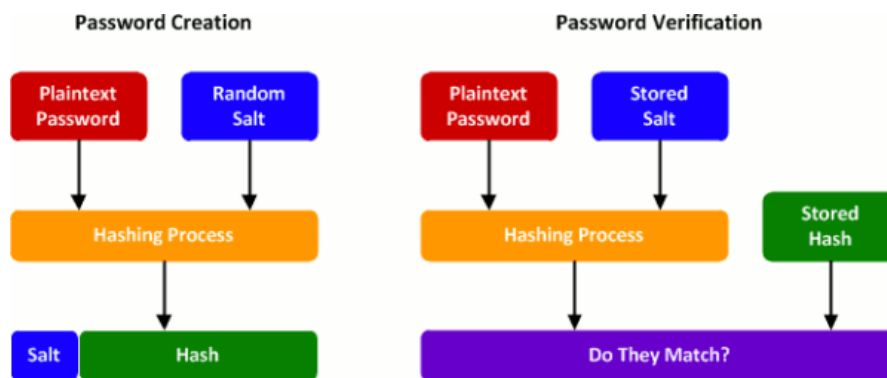 Password Creation
Plaintext
Password
Random
Salt
Hashing Process
Salt
Hash
Password Verification
Plaintext
Password
Stored
Salt
Hashing Process
Stored
Hash
Do They Match?